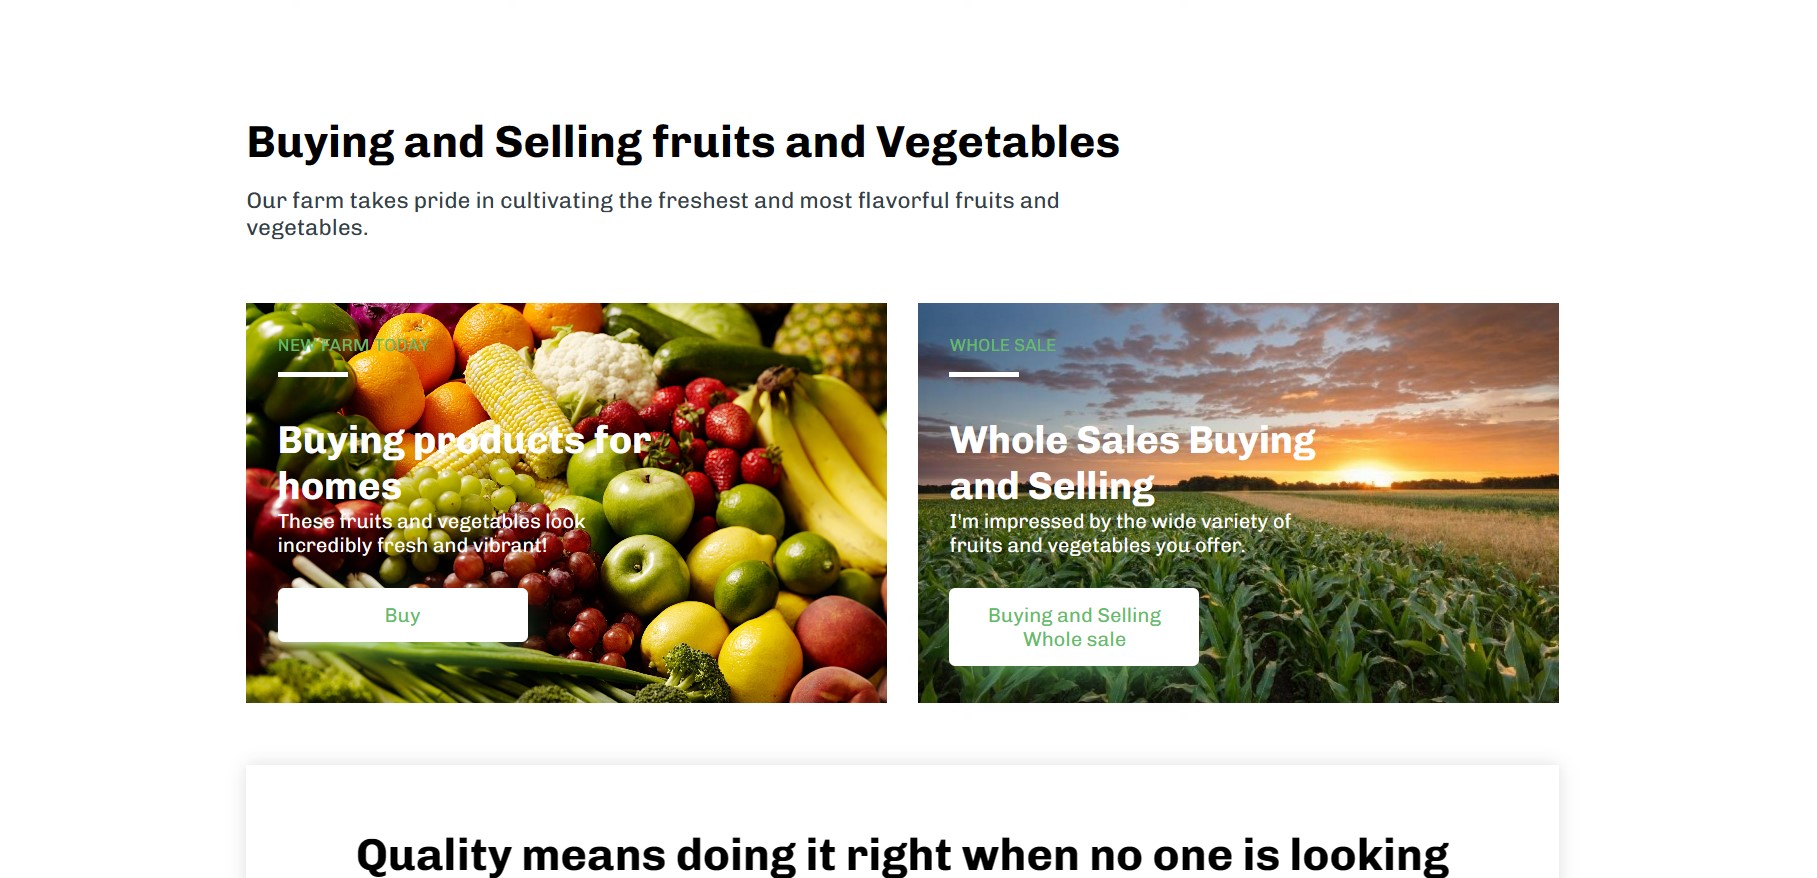 Buying and Selling fruits and Vegetables
Our farm takes pride in cultivating the freshest and most flavorful fruits and
vegetables.
NEW FARM TODAY
Buying products for
homes
These fruits and vegetables look
incredibly fresh and vibrant!
Buy
WHOLE SALE
Whole Sales Buying
and Selling
I'm impressed by the wide variety of
fruits and vegetables you offer.
Buying and Selling
Whole sale
Quality means doing it right when no one is looking